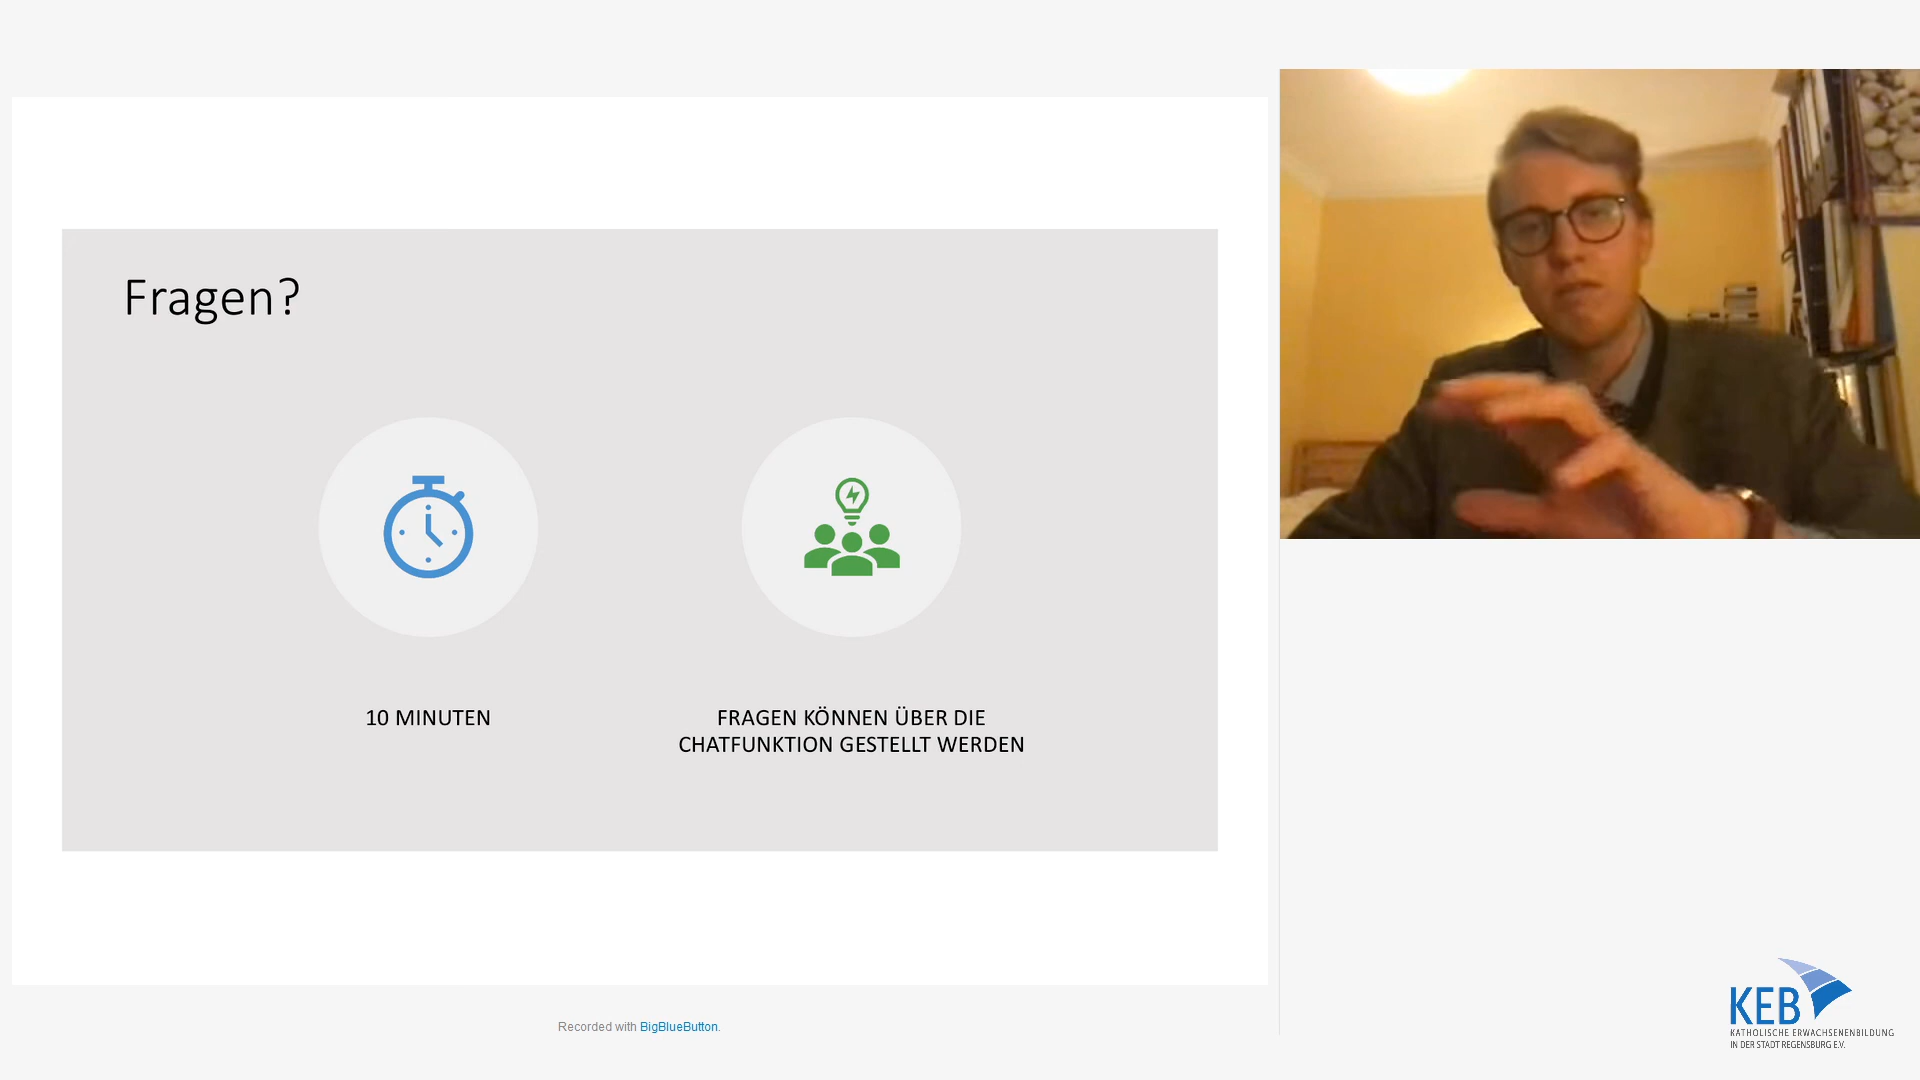 Fragen?
10 MINUTEN
FRAGEN KÖNNEN ÜBER DIE
CHATFUNKTION GESTELLT WERDEN
Recorded with BigBlueButton.
KEB
KATHOLISCHE ERWACHSENENBILDUNG
IN DER STADT REGENSBURG E.V.